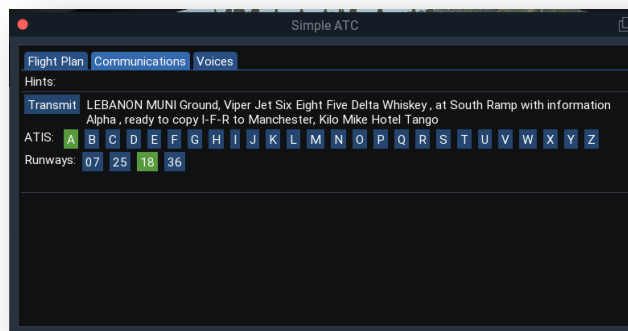 Simple ATC
Flight Plan Communications Voices
Hints:
Transmit LEBANON MUNI Ground, Viper Jet Six Eight Five Delta Whiskey , at South Ramp with information
Alpha , ready to copy I-F-R to Manchester, Kilo Mike Hotel Tango
ATIS: A B C D E F G H I J K L M N O P Q R S T U V W X Y Z
Runways: 07 25 18 36